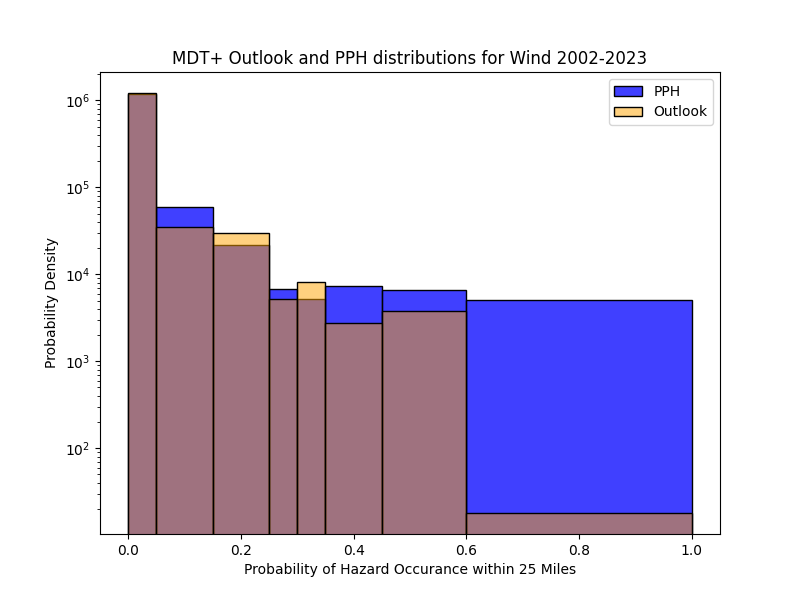 MDT+ Outlook and PPH distributions for Wind 2002-2023
PPH
Outlook
10⁶
10⁵
10⁴
10³
10²
Probability Density
0.0 0.2 0.4 0.6 0.8 1.0
Probability of Hazard Occurance within 25 Miles